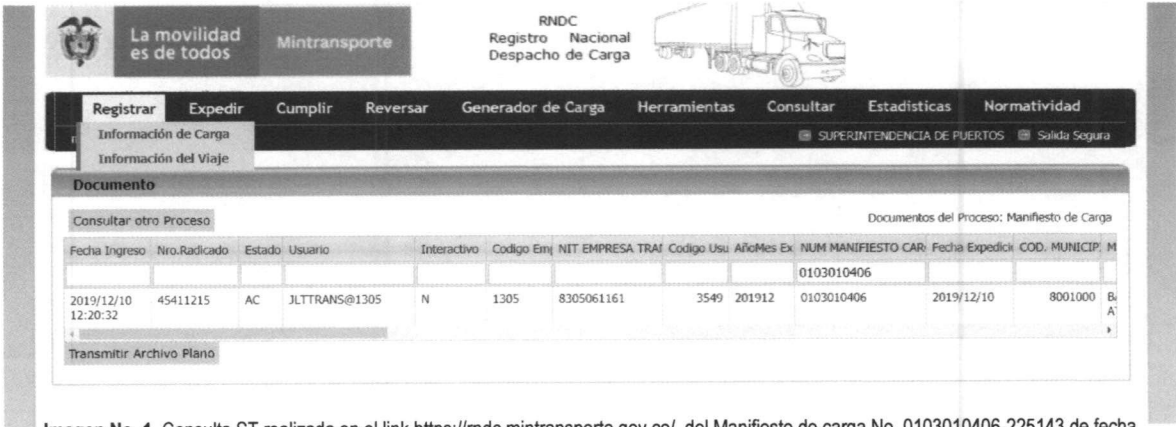 La movilidad es de todos
Mintransporte
RNDC
Registro Nacional
Despacho de Carga
Registrar Expedir Cumplir Reversar Generador de Carga Herramientas Consultar Estadisticas Normatividad
Información de Carga
SUPERINTENDENCIA DE PUERTOS Salida Segura
Información del Viaje
Documento
Consultar otro Proceso
Documentos del Proceso: Manifiesto de Carga
Fecha Ingreso Nro.Radicado Estado Usuario Interactivo Codigo Emp NIT EMPRESA TRAN Codigo Usu AñoMes Ex NUM MANIFIESTO CAR Fecha Expedici COD. MUNICIP M
0103010406
2019/12/10 12:20:32 45411215 AC JLTTRANS@1305 N 1305 8305061161 3549 201912 0103010406 2019/12/10 8001000
Transmitir Archivo Plano
Imagen No. 1. Consulta ST realizada en el link https://rndc.mintransporte.gov.co/, del Manifiesto de carga No. 0103010406 225143 de fecha